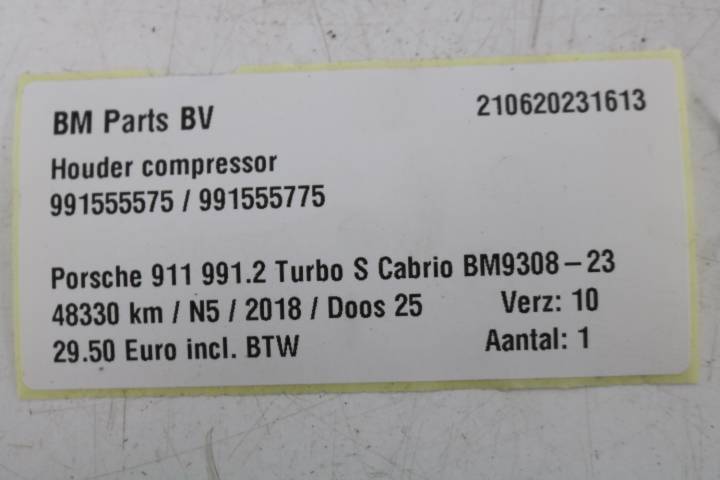 BM Parts BV 210620231613
Houder compressor
991555575 / 991555775
Porsche 911 991.2 Turbo S Cabrio BM9308-23
48330 km / N5 / 2018 / Doos 25 Verz: 10
29.50 Euro incl. BTW Aantal: 1